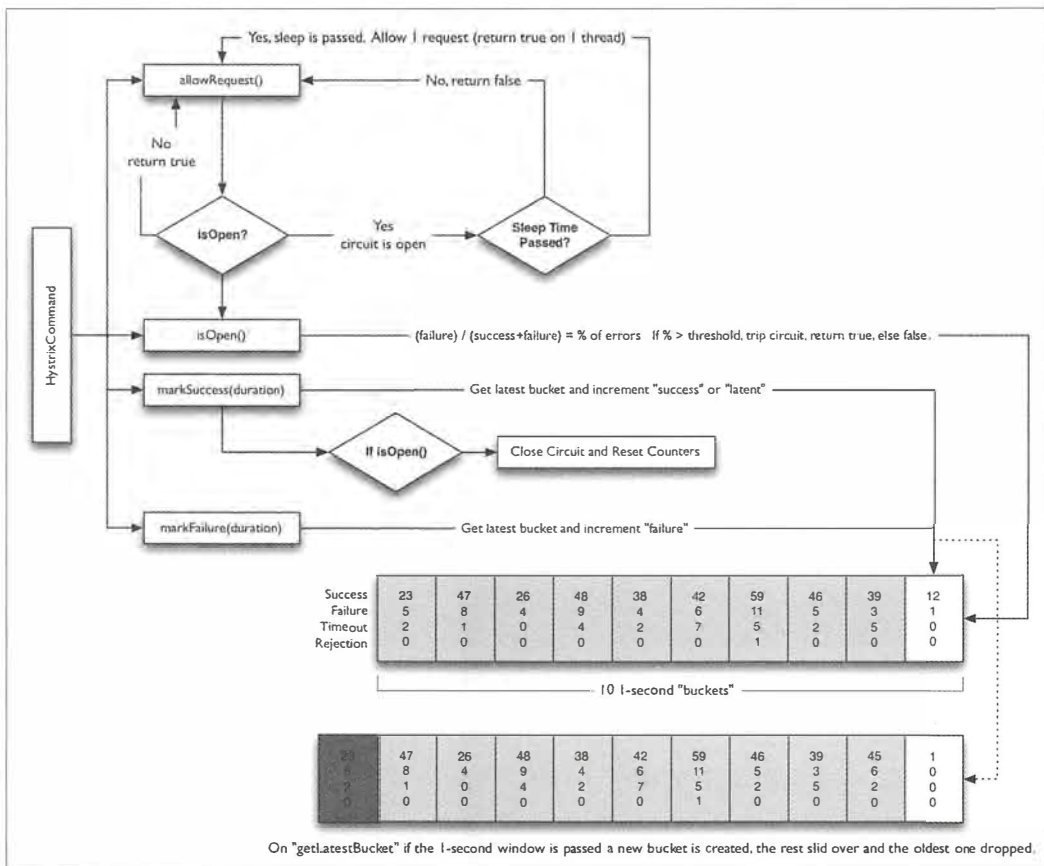 Yes, sleep is passed. Allow 1 request (return true on 1 thread)
allowRequest()
No, return false
No
return true
isOpen?
Yes
circuit is open
Sleep Time
Passed?
HystrixCommand
isOpen()
(failure) / (success+failure) = % of errors If % > threshold, trip circuit, return true, else false.
markSuccess(duration)
Get latest bucket and increment "success" or "latent"
If isOpen()
Close Circuit and Reset Counters
markFailure(duration)
Get latest bucket and increment "failure"
Success 23 47 26 48 38 42 59 46 39 12
Failure 5 8 4 9 4 6 11 5 3 1
Timeout 2 1 0 4 2 7 5 2 5 0
Rejection 0 0 0 0 0 0 1 0 0 0
10 1-second "buckets"
23 47 26 48 38 42 59 46 39 45 1
5 8 4 9 4 6 11 5 3 6 0
2 1 0 4 2 7 5 2 5 2 0
0 0 0 0 0 0 1 0 0 0 0
On "getLatestBucket" if the 1-second window is passed a new bucket is created, the rest slid over and the oldest one dropped.